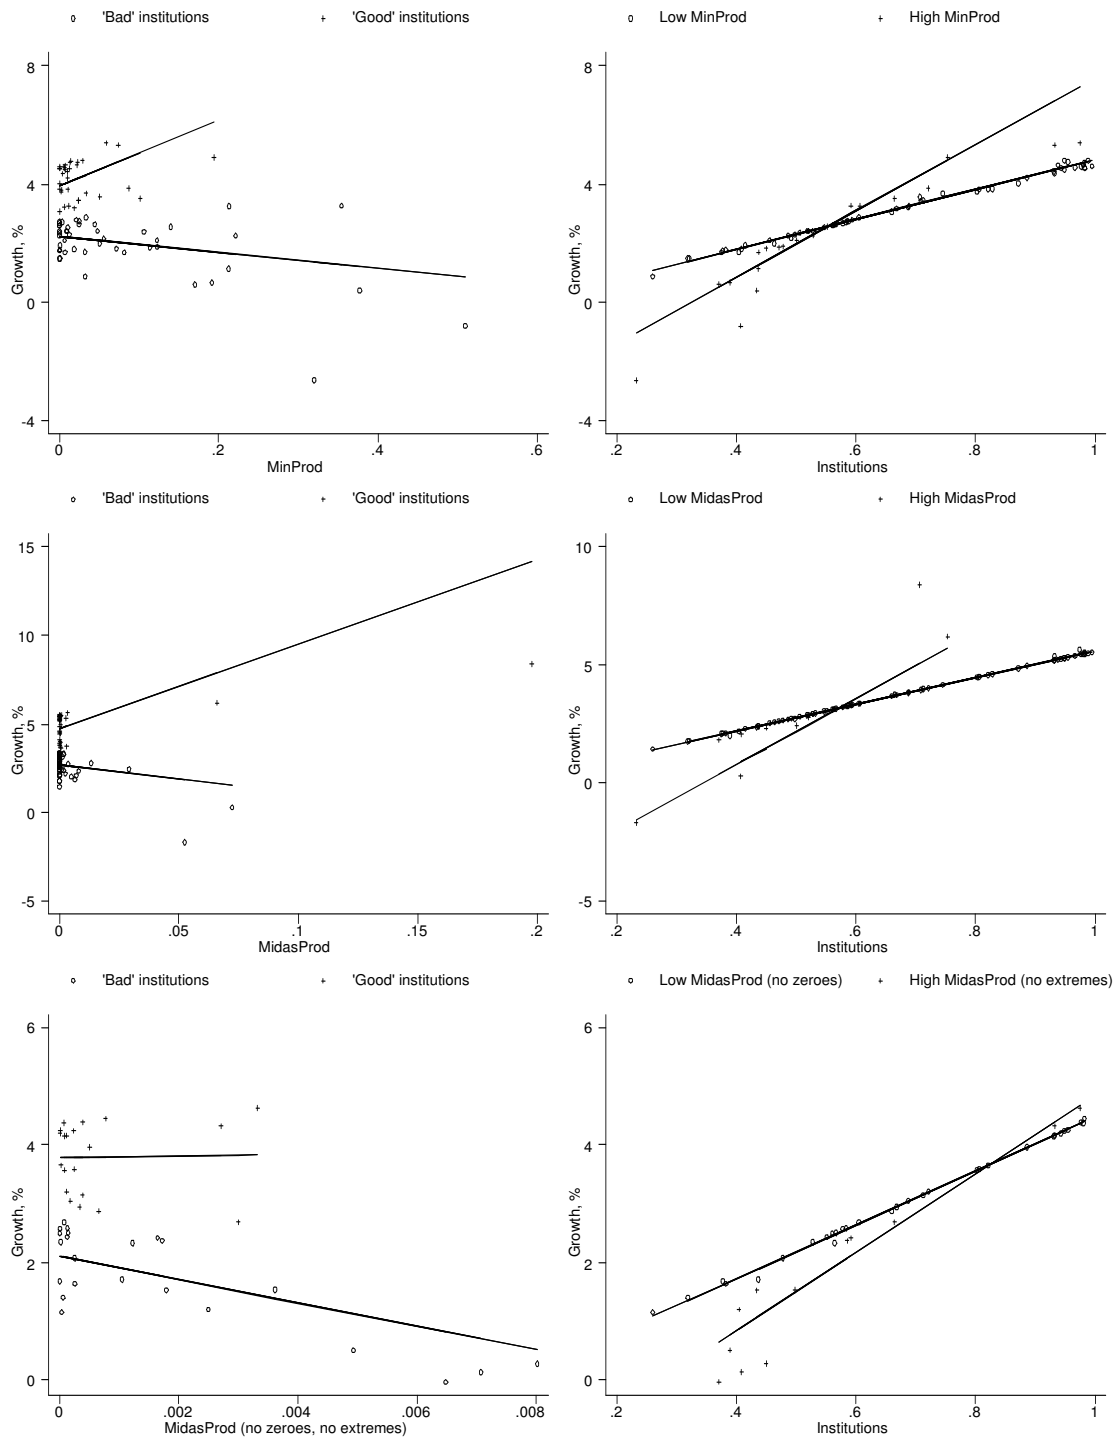 'Bad' institutions 'Good' institutions
Growth, %
8
4
0
-4
0 .2 .4 .6
MinProd
Low MinProd High MinProd
Growth, %
8
4
0
-4
.2 .4 .6 .8 1
Institutions
'Bad' institutions 'Good' institutions
Growth, %
15
10
5
0
-5
0 .05 .1 .15 .2
MidasProd
Low MidasProd High MidasProd
Growth, %
10
5
0
-5
.2 .4 .6 .8 1
Institutions
'Bad' institutions 'Good' institutions
Growth, %
6
4
2
0
0 .002 .004 .006 .008
MidasProd (no zeroes, no extremes)
Low MidasProd (no zeroes) High MidasProd (no extremes)
Growth, %
6
4
2
0
.2 .4 .6 .8 1
Institutions